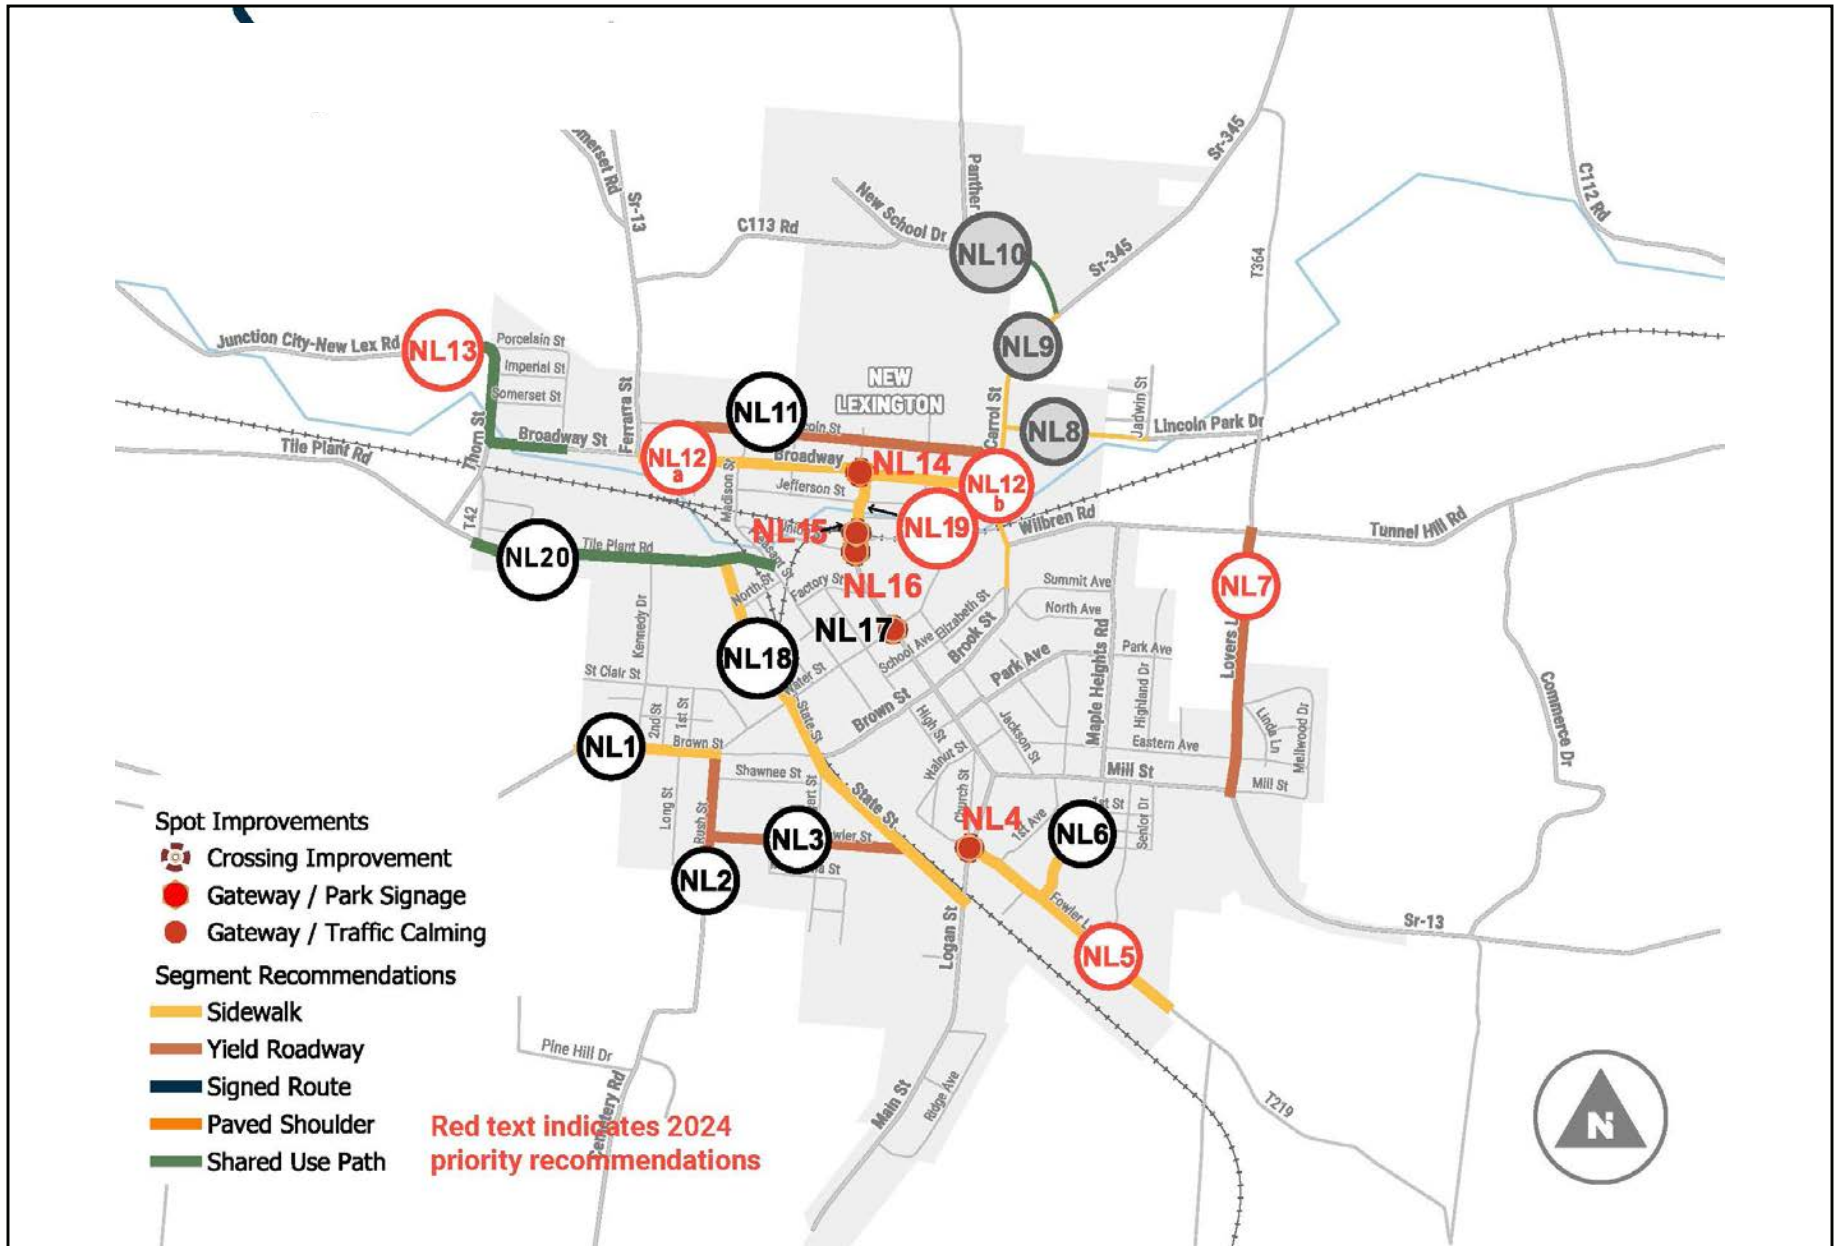 Panther
Sr-345
C112 Rd
Sr-13
New School Dr
C113 Rd
NL10
Sr-345
T364
Junction City-New Lex Rd
NL13
Porcelain St
Imperial St
Somerset St
NL9
NEW
LEXINGTON
Ferrara St
NL11
Carrol St
NL8
Jadwin St
Lincoln Park Dr
Thorn St
Broadway St
Tile Plant Rd
NL12
a
Broadway
NL14
NL12
b
Madison St
Jefferson St
NL15
NL19
Wilbren Rd
Tunnel Hill Rd
T42
NL20
Tile Plant Rd
North St
Factory St
NL16
Summit Ave
North Ave
NL7
Kennedy Dr
NL17
Elizabeth St
School Ave
Brook St
Maple Heights Rd
Park Ave
Park Ave
NL18
St Clair St
Water St
Highland Dr
Commerce Dr
2nd St
1st St
State St
Brown St
High St
Jackson St
Linda Ln
Mellwood Dr
NL1
Brown St
Walnut St
Eastern Ave
Shawnee St
Mill St
Mill St
Long St
Rush St
State St
Church St
1st Ave
Senior Dr
NL3
NL4
NL6
NL2
Fowler L
Logan St
NL5
Sr-13
Pine Hill Dr
Cemetery Rd
Main St
Ridge Ave
T219
Spot Improvements
Crossing Improvement
Gateway / Park Signage
Gateway / Traffic Calming
Segment Recommendations
Sidewalk
Yield Roadway
Signed Route
Paved Shoulder
Shared Use Path
Red text indicates 2024
priority recommendations
N